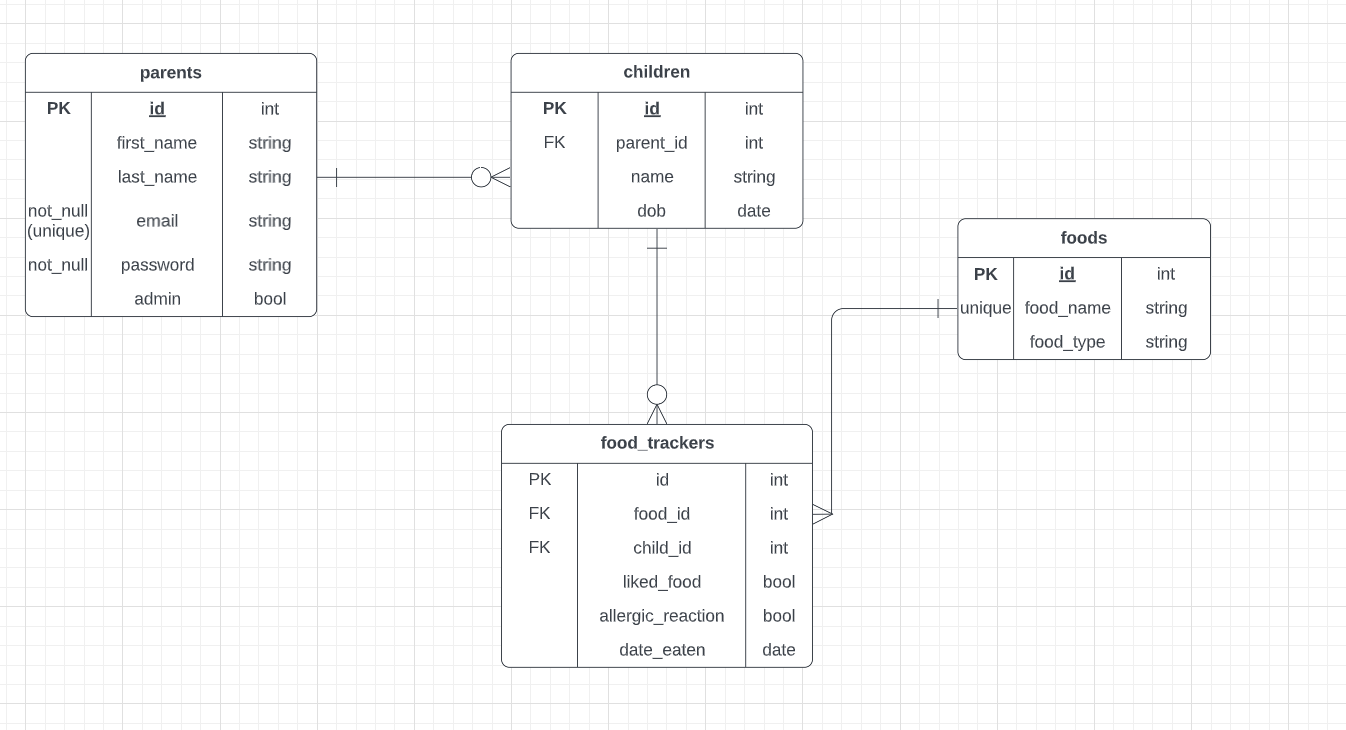 parents
PK id int
first_name string
last_name string
not_null
(unique) email string
not_null password string
admin bool
children
PK id int
FK parent_id int
name string
dob date
foods
PK id int
unique food_name string
food_type string
food_trackers
PK id int
FK food_id int
FK child_id int
liked_food bool
allergic_reaction bool
date_eaten date